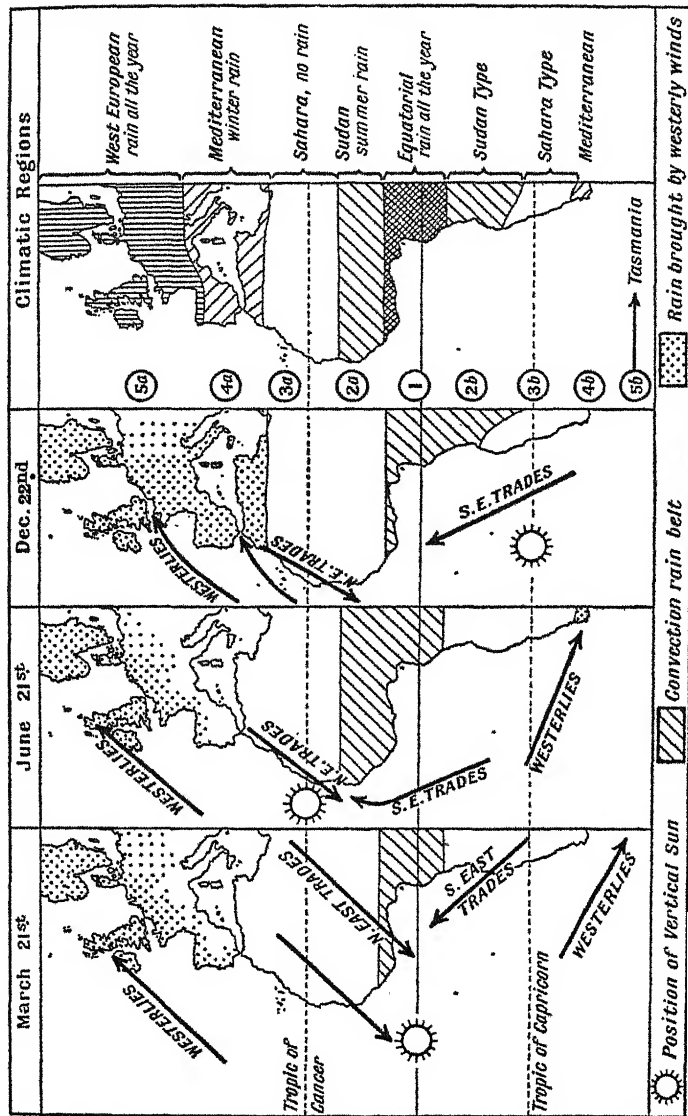 March 21st.
June 21st.
Dec. 22nd.
Climatic Regions
WESTERLIES
Tropic of
Cancer
N. EAST TRADES
S. EAST
TRADES
Tropic of Capricorn
WESTERLIES
WESTERLIES
N.E. TRADES
S.E. TRADES
WESTERLIES
WESTERLIES
N.E. TRADES
S.E. TRADES
5a
4a
3a
2a
1
2b
3b
4b
5b
Tasmania
West European
rain all the year
Mediterranean
winter rain
Sahara, no rain
Sudan
summer rain
Equatorial
rain all the year
Sudan Type
Sahara Type
Mediterranean
Position of Vertical Sun
Convection rain belt
Rain brought by westerly winds